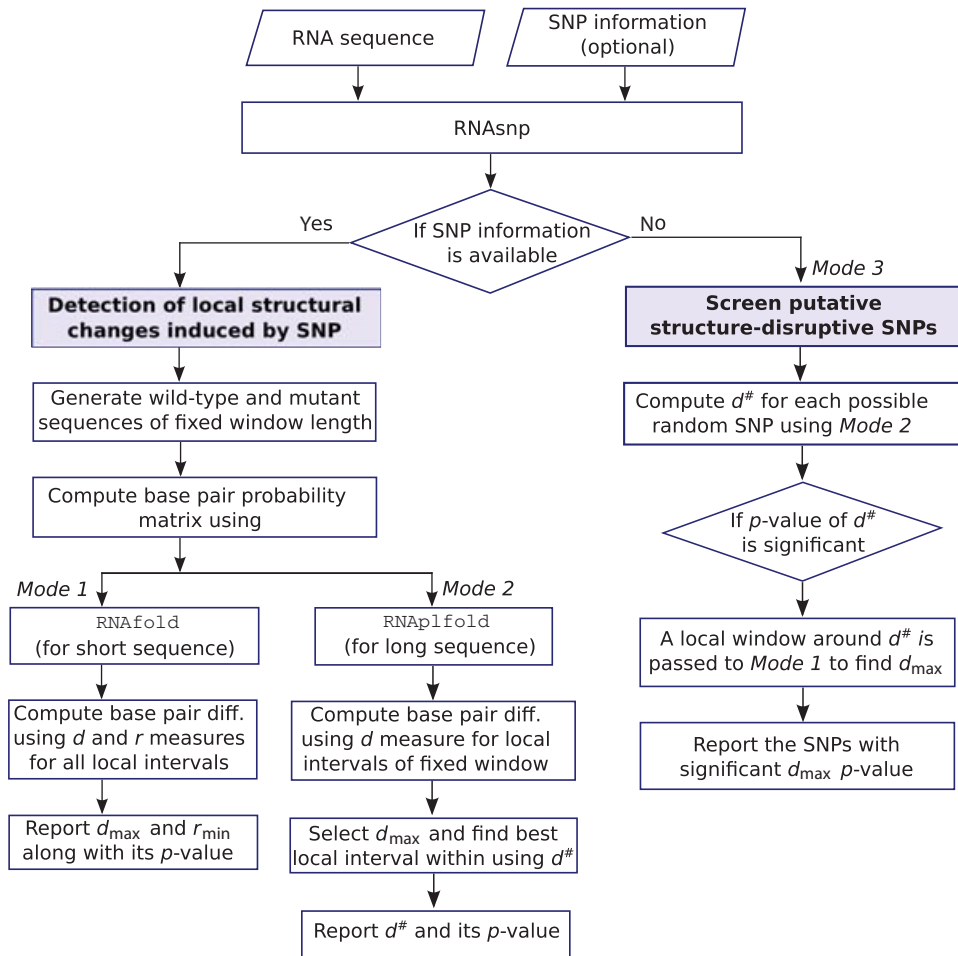 RNA sequence
SNP information
(optional)
RNAsnp
If SNP information
is available
Yes
No
Detection of local structural
changes induced by SNP
Generate wild-type and mutant
sequences of fixed window length
Compute base pair probability
matrix using
Mode 1
RNAfold
(for short sequence)
Compute base pair diff.
using d and r measures
for all local intervals
Report d_max and r_min
along with its p-value
Mode 2
RNAplfold
(for long sequence)
Compute base pair diff.
using d measure for local
intervals of fixed window
Select d_max and find best
local interval within using d^#
Report d^# and its p-value
Mode 3
Screen putative
structure-disruptive SNPs
Compute d^# for each possible
random SNP using Mode 2
If p-value of d^#
is significant
A local window around d^# is
passed to Mode 1 to find d_max
Report the SNPs with
significant d_max p-value